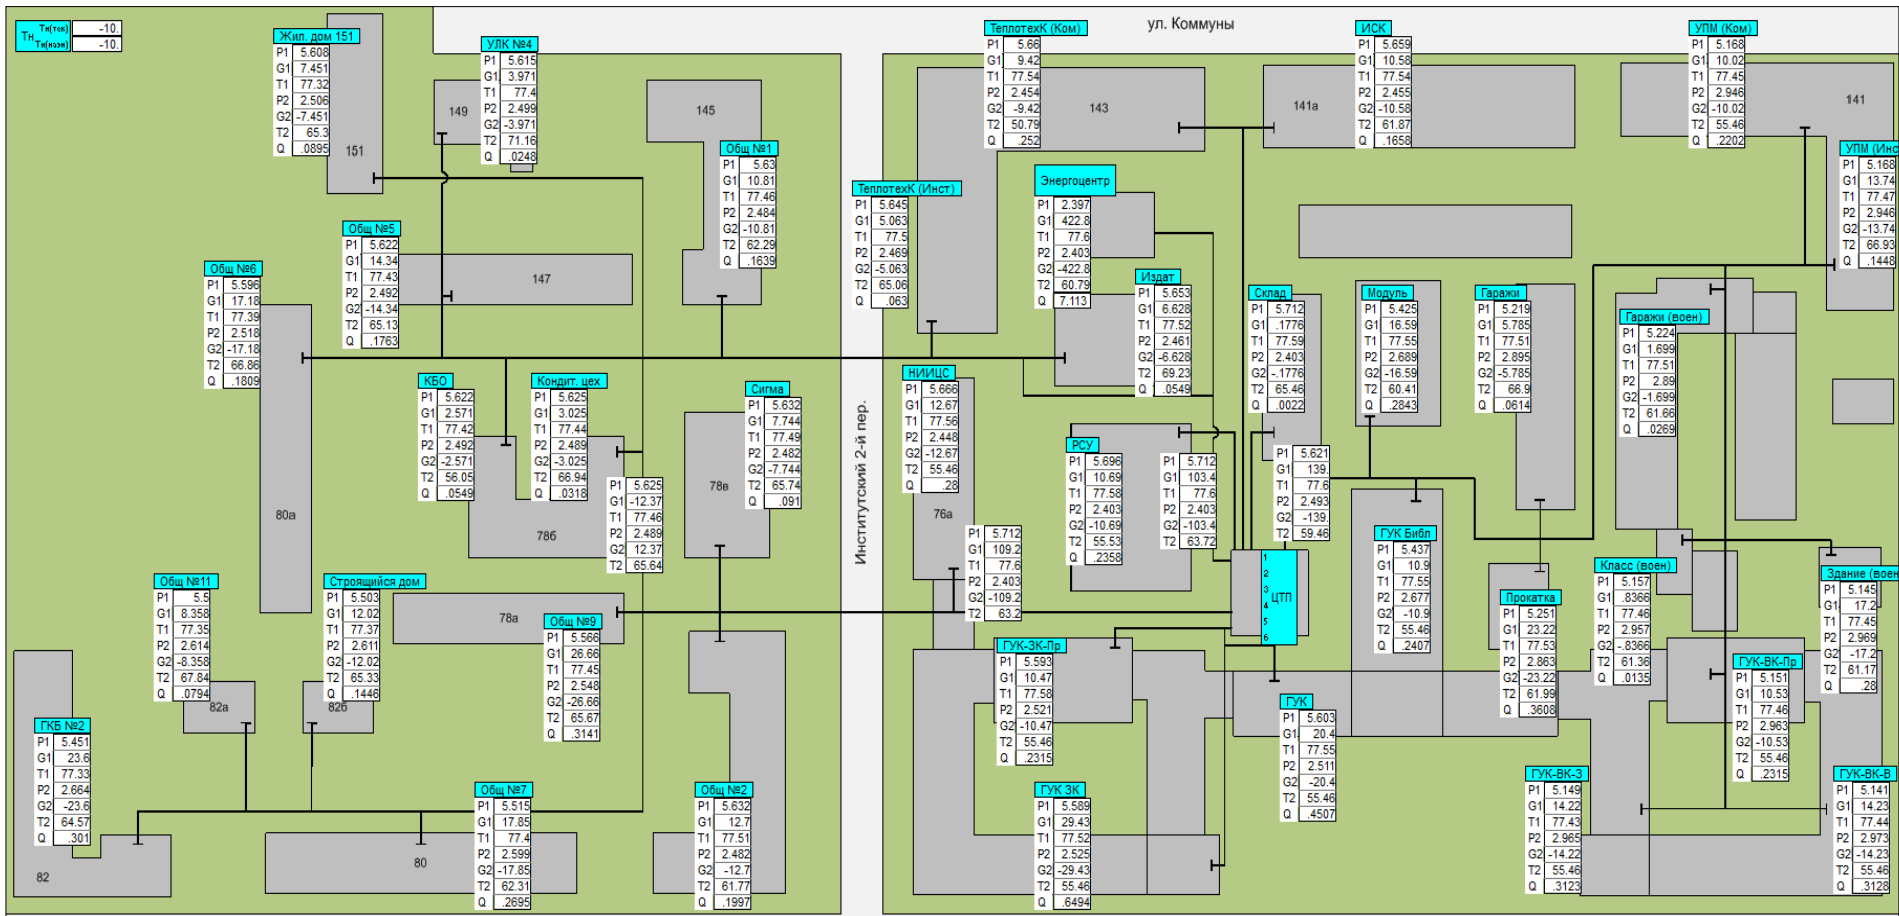 ул. Коммуны
Институтский 2-й пер.
Тн Тн(тек) -10.
Тн(назн) -10.
Жил. дом 151
P1 5.608
G1 7.451
T1 77.32
P2 2.506
G2 -7.451
T2 65.3
Q .0895
151
УЛК №4
P1 5.615
G1 3.971
T1 77.4
P2 2.499
G2 -3.971
T2 71.16
Q .0248
149
145
Общ №1
P1 5.63
G1 10.81
T1 77.46
P2 2.484
G2 -10.81
T2 62.29
Q .1639
Общ №5
P1 5.622
G1 14.34
T1 77.43
P2 2.492
G2 -14.34
T2 65.13
Q .1763
147
Общ №6
P1 5.596
G1 17.18
T1 77.39
P2 2.518
G2 -17.18
T2 66.86
Q .1809
80а
КБО
P1 5.622
G1 2.571
T1 77.42
P2 2.492
G2 -2.571
T2 56.05
Q .0549
Кондит. цех
P1 5.625
G1 3.025
T1 77.44
P2 2.489
G2 -3.025
T2 66.94
Q .0318
78б
P1 5.625
G1 -12.37
T1 77.46
P2 2.489
G2 12.37
T2 65.64
Сигма
P1 5.632
G1 7.744
T1 77.49
P2 2.482
G2 -7.744
T2 65.74
Q .091
78в
Общ №11
P1 5.5
G1 8.358
T1 77.35
P2 2.614
G2 -8.358
T2 67.84
Q .0794
82а
Строящийся дом
P1 5.503
G1 12.02
T1 77.37
P2 2.611
G2 -12.02
T2 65.33
Q .1446
82б
78а
Общ №9
P1 5.566
G1 26.66
T1 77.45
P2 2.548
G2 -26.66
T2 65.67
Q .3141
ГКБ №2
P1 5.451
G1 23.6
T1 77.33
P2 2.664
G2 -23.6
T2 64.57
Q .301
82
Общ №7
P1 5.515
G1 17.85
T1 77.4
P2 2.599
G2 -17.85
T2 62.31
Q .2695
80
Общ №2
P1 5.632
G1 12.7
T1 77.51
P2 2.482
G2 -12.7
T2 61.77
Q .1997
ТеплотехК (Ком)
P1 5.66
G1 9.42
T1 77.54
P2 2.454
G2 -9.42
T2 50.79
Q .252
143
ИСК
P1 5.659
G1 10.58
T1 77.54
P2 2.455
G2 -10.58
T2 61.87
Q .1658
141а
УПМ (Ком)
P1 5.168
G1 10.02
T1 77.45
P2 2.946
G2 -10.02
T2 55.46
Q .2202
141
УПМ (Инс
P1 5.168
G1 13.74
T1 77.47
P2 2.946
G2 -13.74
T2 66.93
Q .1448
ТеплотехК (Инст)
P1 5.645
G1 5.063
T1 77.5
P2 2.469
G2 -5.063
T2 65.06
Q .063
Энергоцентр
P1 2.397
G1 422.8
T1 77.6
P2 2.403
G2 -422.8
T2 60.79
Q 7.113
Издат
P1 5.653
G1 6.628
T1 77.52
P2 2.461
G2 -6.628
T2 69.23
Q .0549
Склад
P1 5.712
G1 .1776
T1 77.59
P2 2.403
G2 -.1776
T2 65.46
Q .0022
Модуль
P1 5.425
G1 16.59
T1 77.55
P2 2.689
G2 -16.59
T2 60.41
Q .2843
Гаражи
P1 5.219
G1 5.785
T1 77.51
P2 2.895
G2 -5.785
T2 66.9
Q .0614
Гаражи (воен)
P1 5.224
G1 1.699
T1 77.51
P2 2.89
G2 -1.699
T2 61.66
Q .0269
НИИЦС
P1 5.666
G1 12.67
T1 77.56
P2 2.448
G2 -12.67
T2 55.46
Q .28
76а
РСУ
P1 5.696
G1 10.69
T1 77.58
P2 2.403
G2 -10.69
T2 55.53
Q .2358
P1 5.712
G1 103.4
T1 77.6
P2 2.403
G2 -103.4
T2 63.72
P1 5.621
G1 139.
T1 77.6
P2 2.493
G2 -139.
T2 59.46
P1 5.712
G1 109.2
T1 77.6
P2 2.403
G2 -109.2
T2 63.2
1
2
3
4
5
6
ЦТП
ГУК Библ
P1 5.437
G1 10.9
T1 77.55
P2 2.677
G2 -10.9
T2 55.46
Q .2407
Прокатка
P1 5.251
G1 23.22
T1 77.53
P2 2.863
G2 -23.22
T2 61.99
Q .3608
Класс (воен)
P1 5.157
G1 .8366
T1 77.46
P2 2.957
G2 -.8366
T2 61.36
Q .0135
Здание (воен
P1 5.145
G1 17.2
T1 77.45
P2 2.969
G2 -17.2
T2 61.17
Q .28
ГУК-ЗК-Пр
P1 5.593
G1 10.47
T1 77.58
P2 2.521
G2 -10.47
T2 55.46
Q .2315
ГУК
P1 5.603
G1 20.4
T1 77.55
P2 2.511
G2 -20.4
T2 55.46
Q .4507
ГУК-ВК-Пр
P1 5.151
G1 10.53
T1 77.46
P2 2.963
G2 -10.53
T2 55.46
Q .2315
ГУК ЗК
P1 5.589
G1 29.43
T1 77.52
P2 2.525
G2 -29.43
T2 55.46
Q .6494
ГУК-ВК-З
P1 5.149
G1 14.22
T1 77.43
P2 2.965
G2 -14.22
T2 55.46
Q .3123
ГУК-ВК-В
P1 5.141
G1 14.23
T1 77.44
P2 2.973
G2 -14.23
T2 55.46
Q .3128